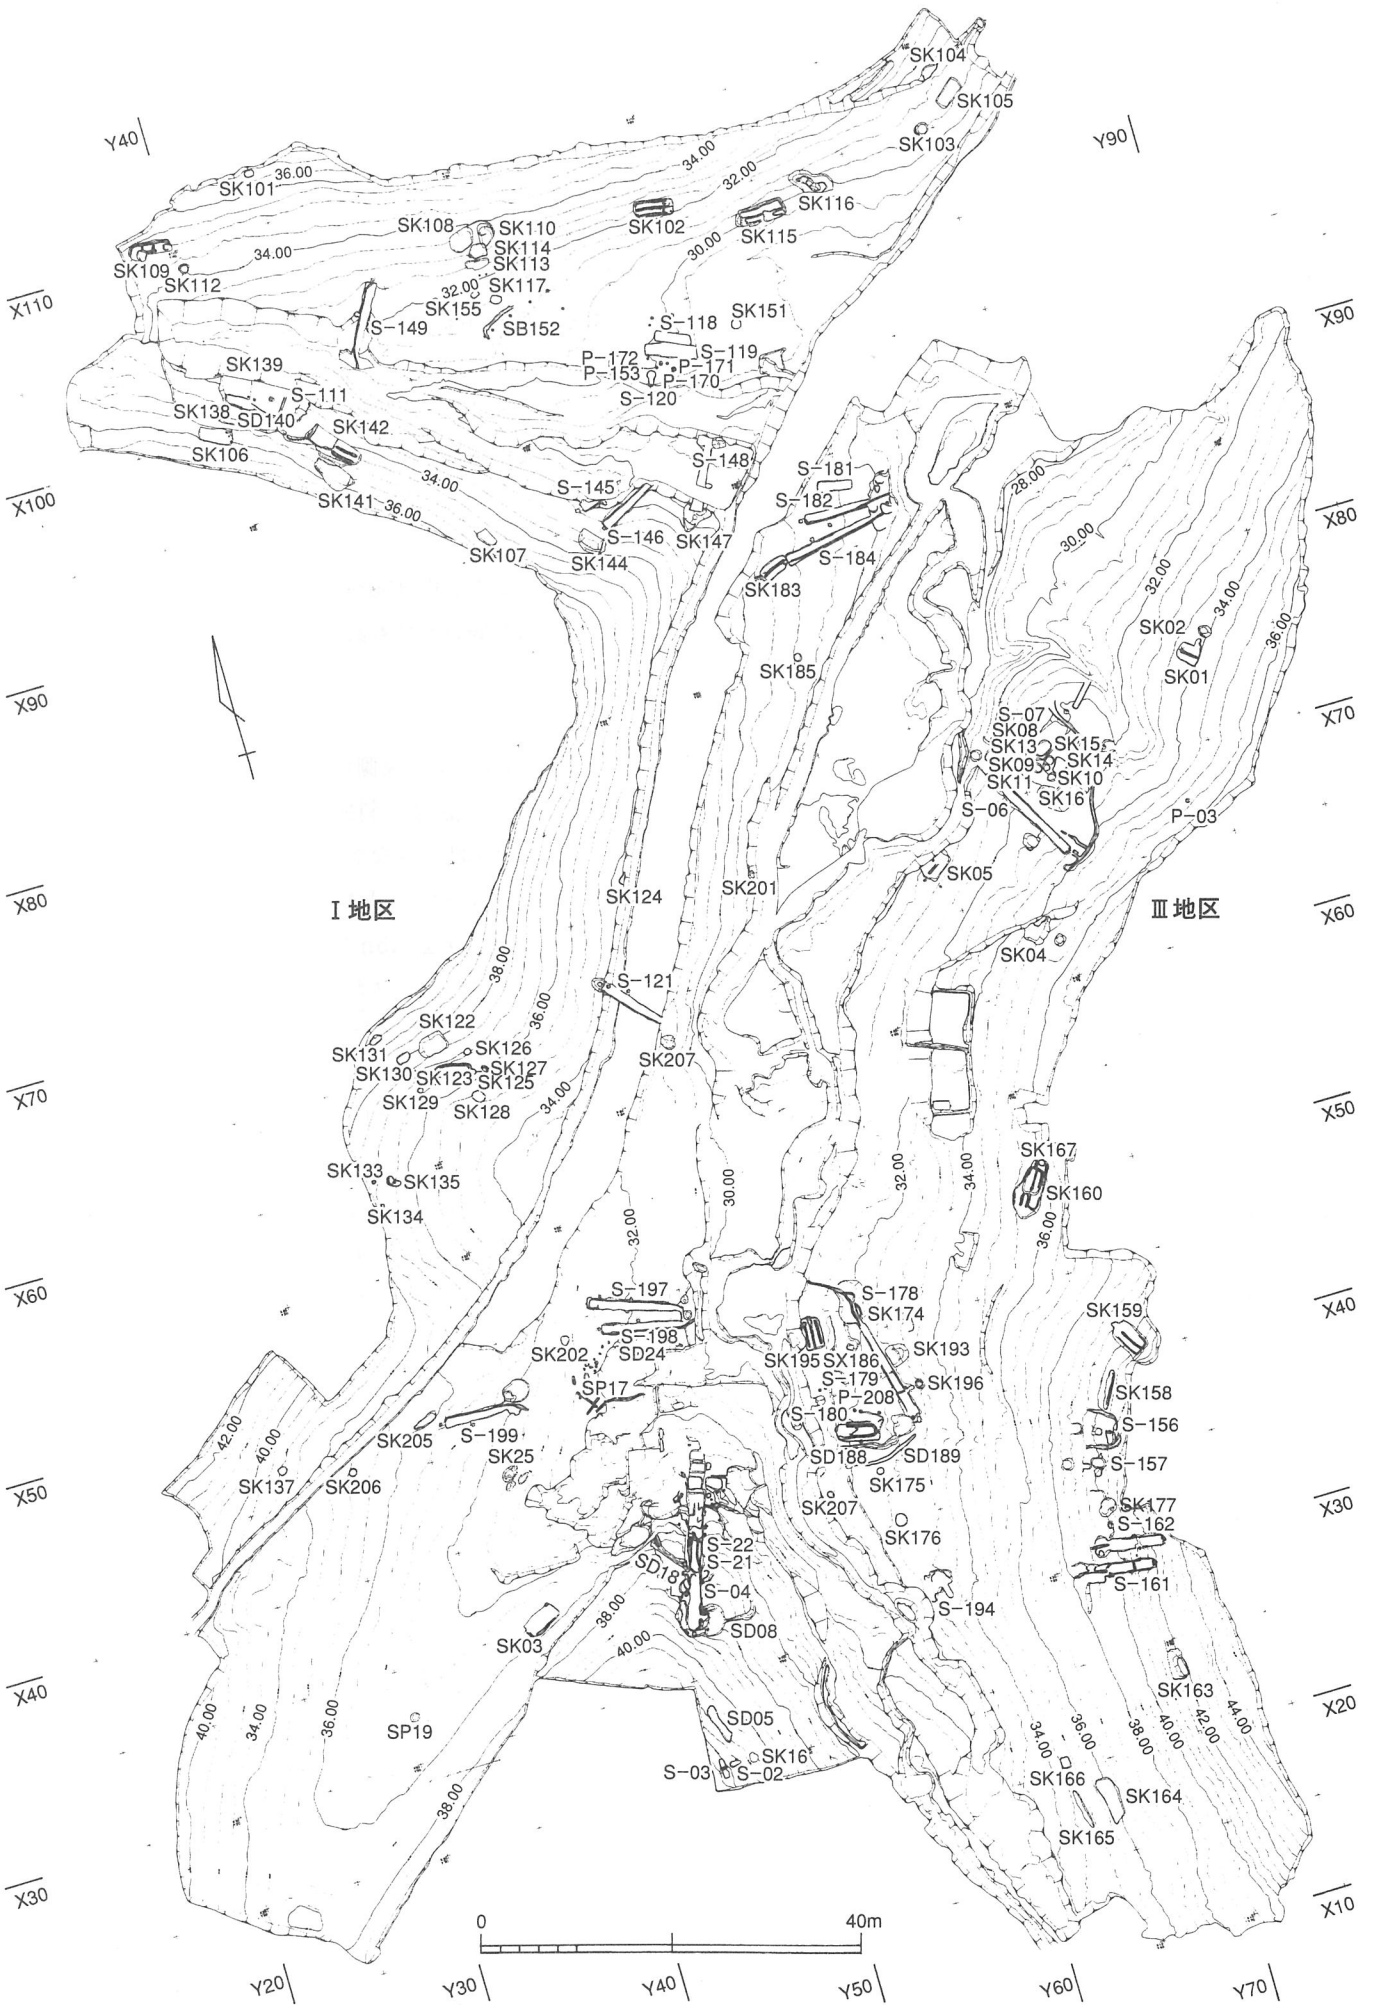 SK104
SK105
Y40
Y90
SK103
34.00
36.00
SK101
32.00
SK116
SK108
SK110
SK102
SK115
30.00
SK114
34.00
SK109
SK113
SK112
SK117
32.00
X110
SK155
SK151
X90
S-149
SB152
S-118
S-119
P-172
SK139
P-171
P-153
P-170
S-111
S-120
SK138
SD140
SK142
SK106
S-148
34.00
S-181
28.00
SK141
S-145
X100
36.00
S-182
X80
30.00
S-146
SK147
SK107
SK144
S-184
32.00
SK183
34.00
SK02
36.00
SK185
SK01
X90
X70
S-07
SK08
SK13
SK15
SK09
SK14
SK11
SK10
SK16
S-06
P-03
SK05
SK201
SK124
X80
Ⅰ地区
Ⅲ地区
X60
38.00
SK04
S-121
36.00
SK122
SK131
SK126
SK207
SK130
SK127
SK123
SK125
X70
SK129
34.00
SK128
X50
SK167
32.00
34.00
SK133
SK135
30.00
SK160
SK134
32.00
36.00
X60
S-197
S-178
X40
SK174
SK159
S-198
SK202
SD24
SK195
SX186
SK193
S-179
SK196
SP17
P-208
SK158
42.00
S-180
S-156
40.00
S-199
SK205
SK25
SD188
SD189
S-157
SK137
SK206
SK175
X50
SK207
X30
SK177
SK176
S-162
S-22
S-21
SD18
S-161
S-04
S-194
38.00
SD08
SK03
40.00
X40
SK163
X20
40.00
34.00
36.00
SP19
SD05
34.00
36.00
38.00
40.00
42.00
44.00
SK16
S-03
S-02
SK166
38.00
SK164
SK165
X30
X10
0
40m
Y20
Y30
Y40
Y50
Y60
Y70